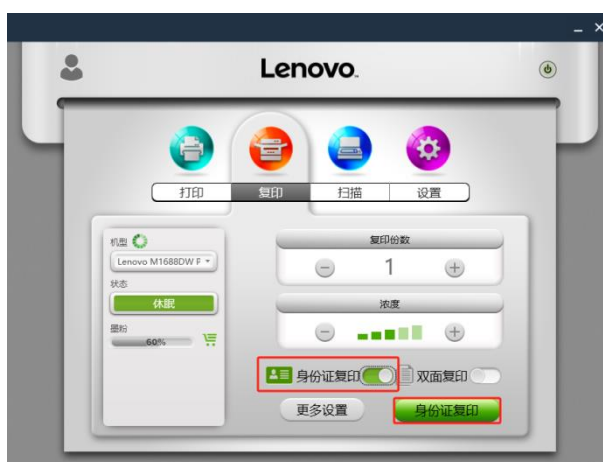 Lenovo.
打印 复印 扫描 设置
机型
Lenovo M1688DW P
状态
休眠
墨粉
60%
复印份数
1
浓度
身份证复印 双面复印
更多设置 身份证复印